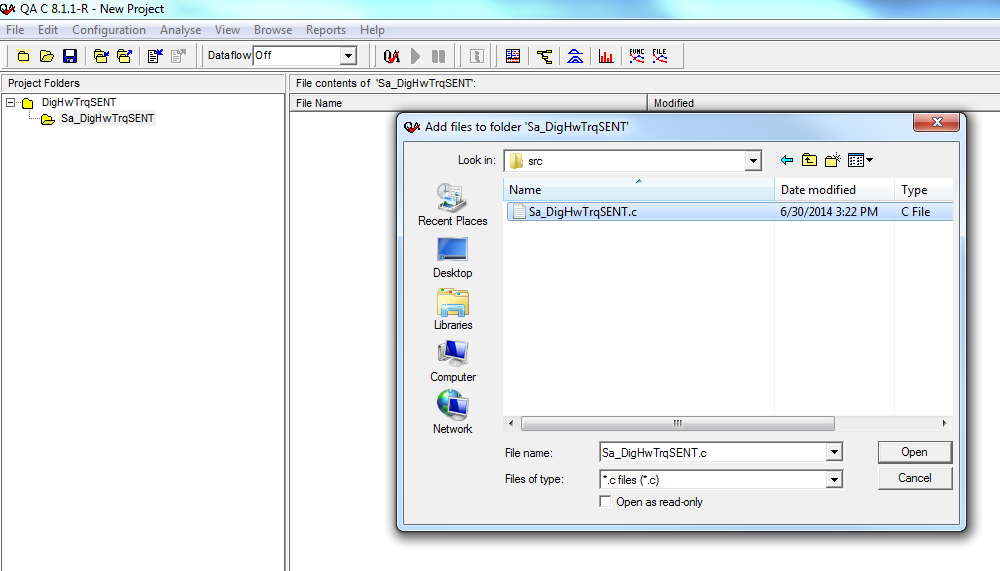 QA C 8.1.1-R - New Project
File Edit Configuration Analyse View Browse Reports Help
Dataflow Off QA FUNC FILE
Project Folders
File contents of 'Sa_DigHwTrqSENT':
DigHwTrqSENT
File Name Modified
Sa_DigHwTrqSENT
QA Add files to folder 'Sa_DigHwTrqSENT'
Look in: src
Name Date modified Type
Sa_DigHwTrqSENT.c 6/30/2014 3:22 PM C File
Recent Places
Desktop
Libraries
Computer
Network
File name: Sa_DigHwTrqSENT.c Open
Files of type: *.c files (*.c) Cancel
Open as read-only